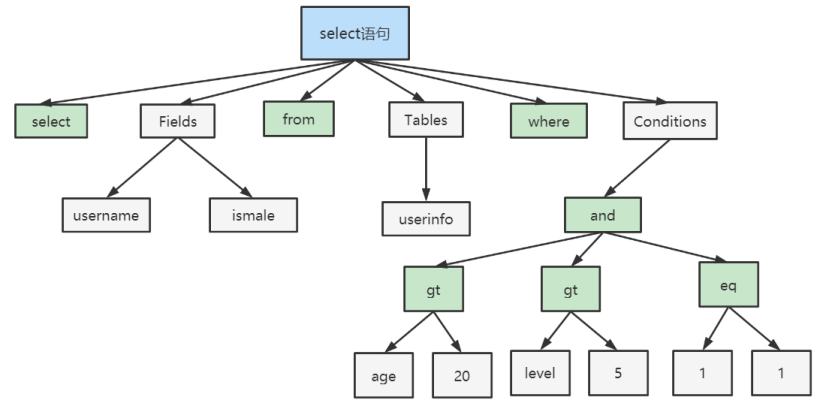 select语句
select
Fields
from
Tables
where
Conditions
username
ismale
userinfo
and
gt
gt
eq
age
20
level
5
1
1